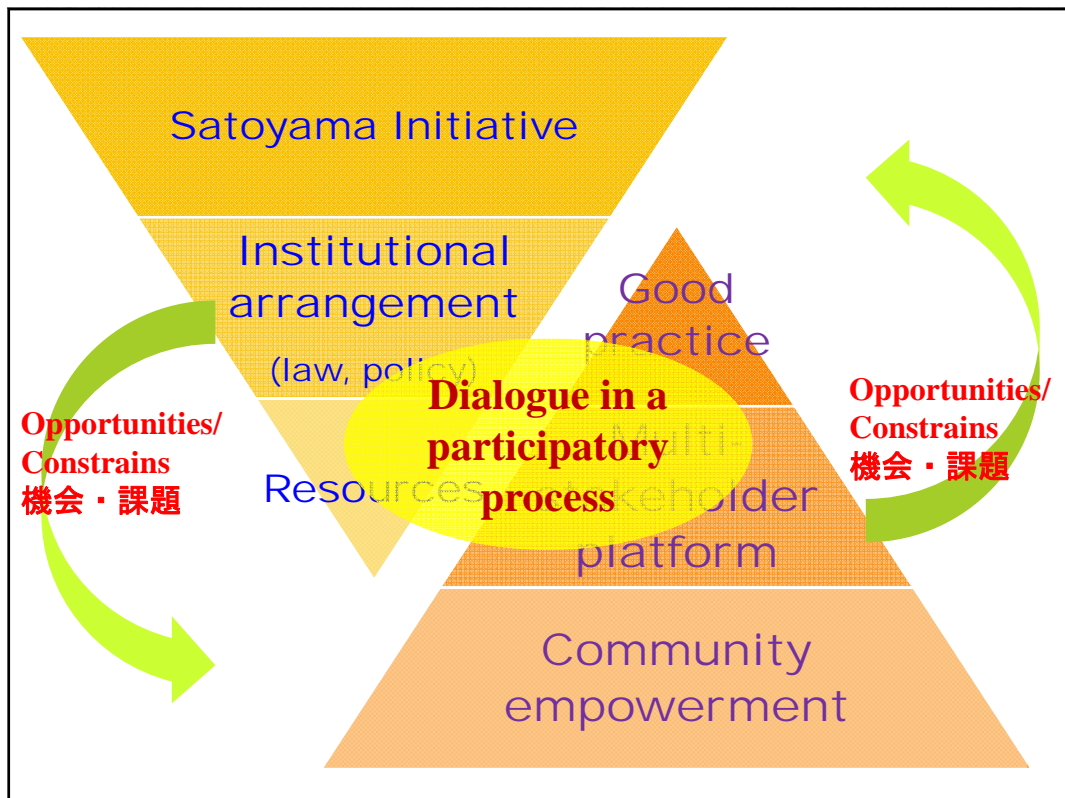 Satoyama Initiative
Institutional
arrangement
(law, policy)
Resources
Good
practice
Multi-
stakeholder
platform
Community
empowerment
Dialogue in a
participatory
process
Opportunities/
Constrains
機会・課題
Opportunities/
Constrains
機会・課題